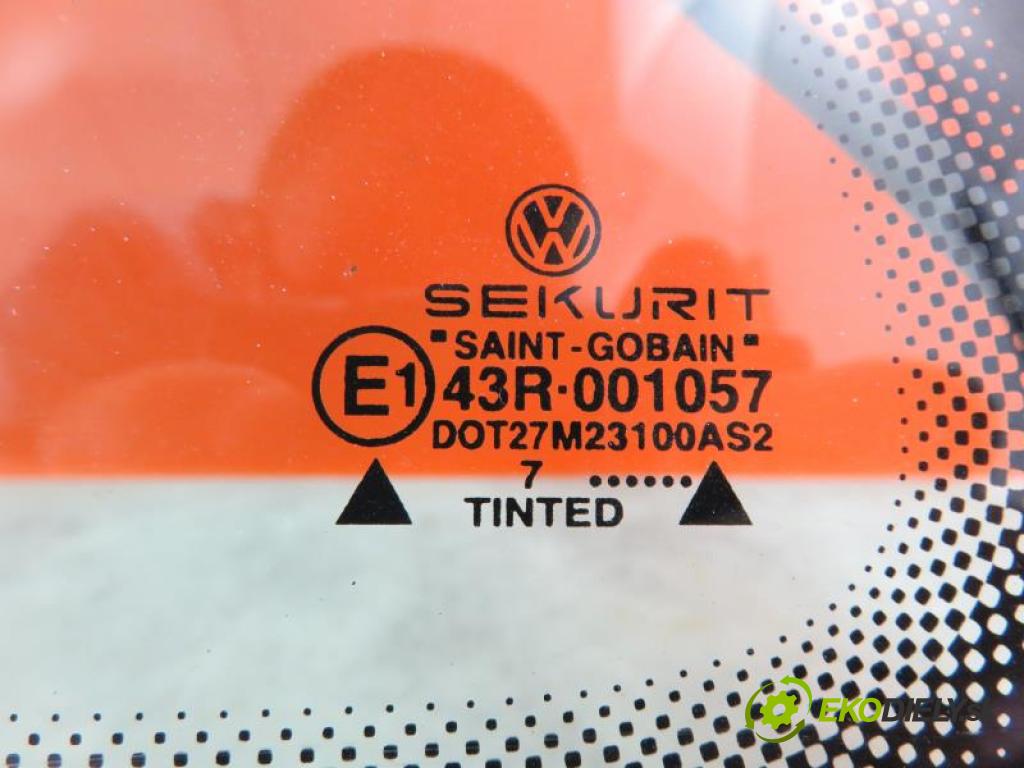 SEKURIT
"SAINT-GOBAIN"
E1 43R·001057
DOT27M23100AS2
7 ......
TINTED
EKODIELY